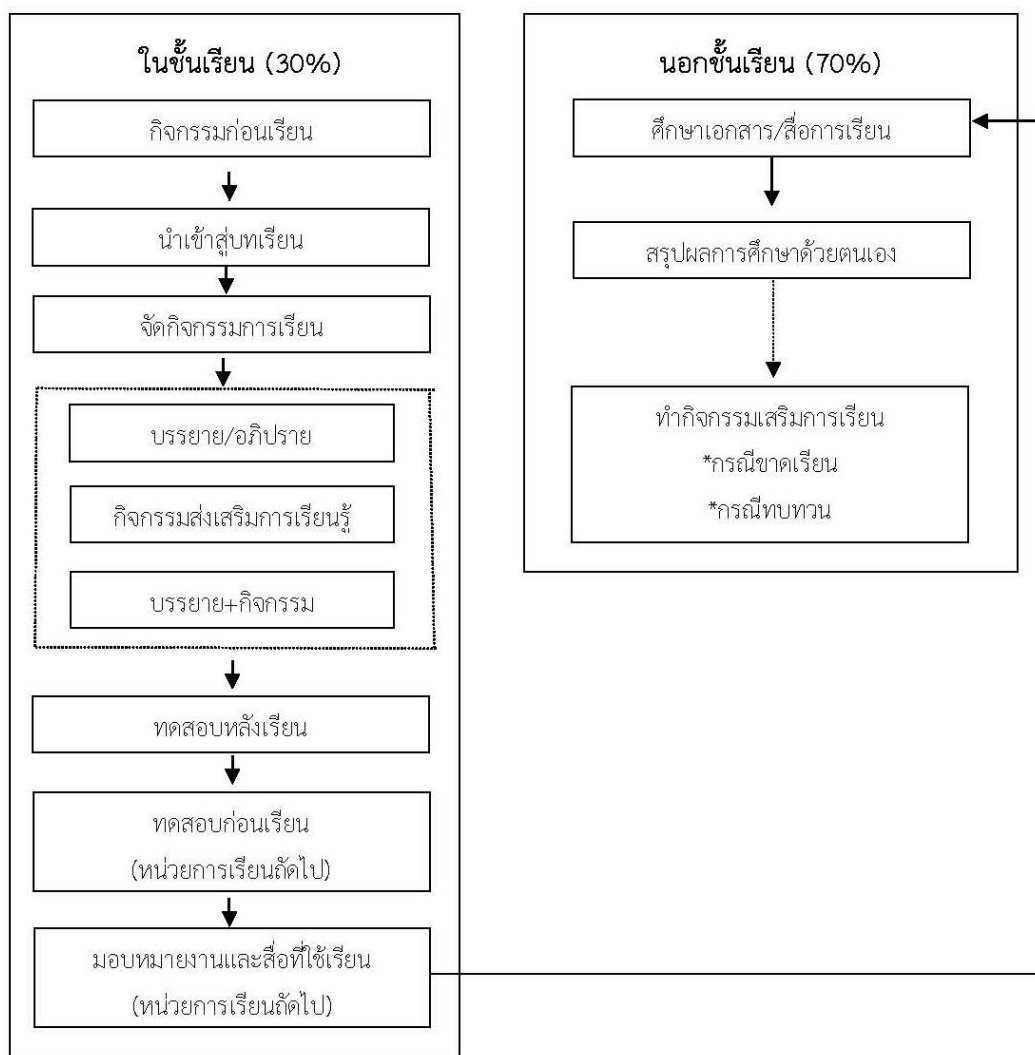 ในชั้นเรียน (30%)
กิจกรรมก่อนเรียน
นำเข้าสู่บทเรียน
จัดกิจกรรมการเรียน
บรรยาย/อภิปราย
กิจกรรมส่งเสริมการเรียนรู้
บรรยาย+กิจกรรม
ทดสอบหลังเรียน
ทดสอบก่อนเรียน
(หน่วยการเรียนถัดไป)
มอบหมายงานและสื่อที่ใช้เรียน
(หน่วยการเรียนถัดไป)
นอกชั้นเรียน (70%)
ศึกษาเอกสาร/สื่อการเรียน
สรุปผลการศึกษาด้วยตนเอง
ทำกิจกรรมเสริมการเรียน
*กรณีขาดเรียน
*กรณีทบทวน